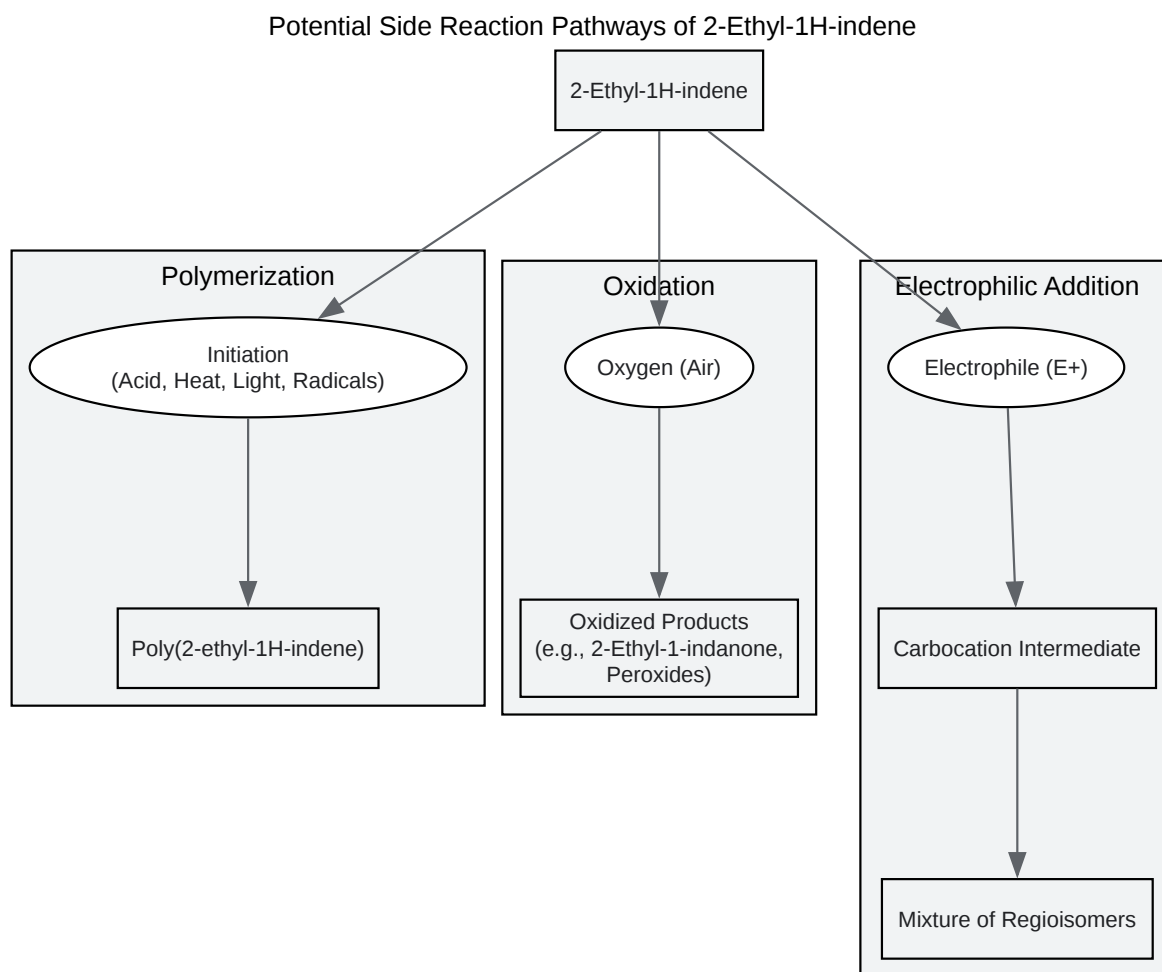 Potential Side Reaction Pathways of 2-Ethyl-1H-indene
2-Ethyl-1H-indene
Polymerization
Initiation
(Acid, Heat, Light, Radicals)
Poly(2-ethyl-1H-indene)
Oxidation
Oxygen (Air)
Oxidized Products
(e.g., 2-Ethyl-1-indanone,
Peroxides)
Electrophilic Addition
Electrophile (E+)
Carbocation Intermediate
Mixture of Regioisomers